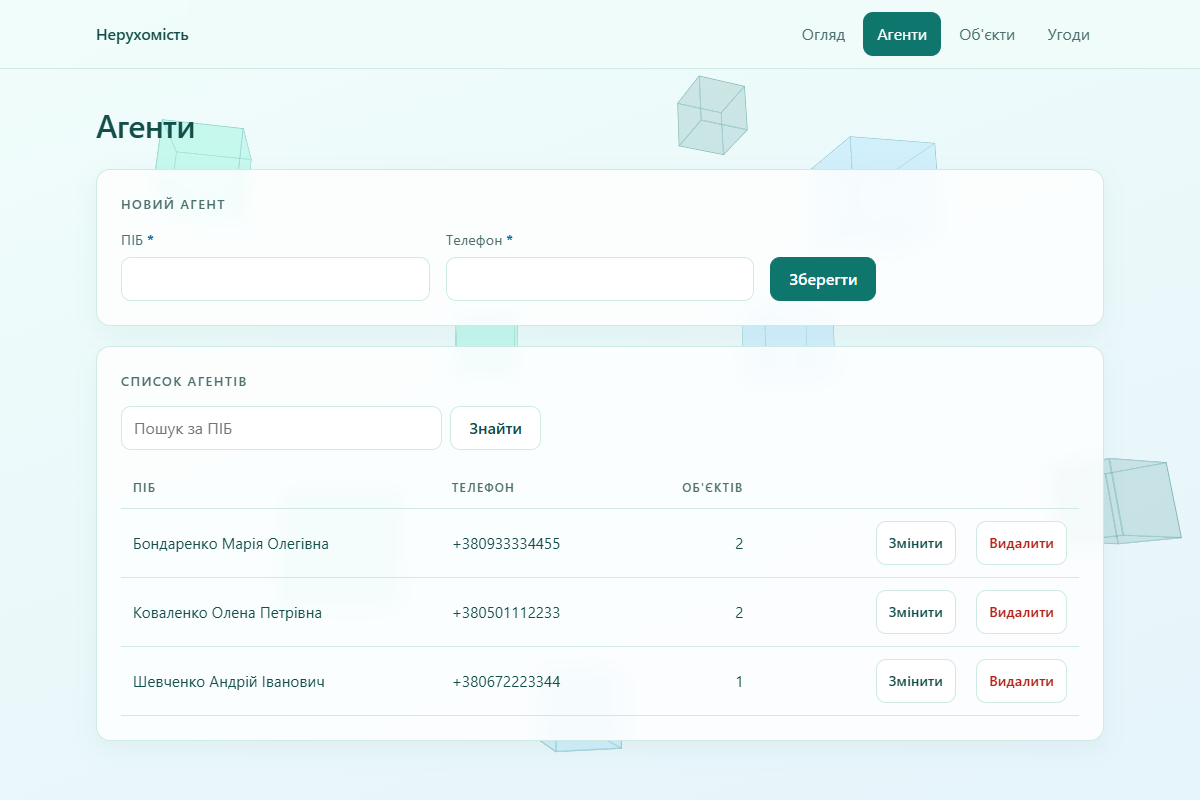 Нерухомість Огляд Агенти Об'єкти Угоди
Агенти
НОВИЙ АГЕНТ
ПІБ * Телефон *
Зберегти
СПИСОК АГЕНТІВ
Пошук за ПІБ Знайти
ПІБ ТЕЛЕФОН ОБ'ЄКТІВ
Бондаренко Марія Олегівна +380933334455 2 Змінити Видалити
Коваленко Олена Петрівна +380501112233 2 Змінити Видалити
Шевченко Андрій Іванович +380672223344 1 Змінити Видалити